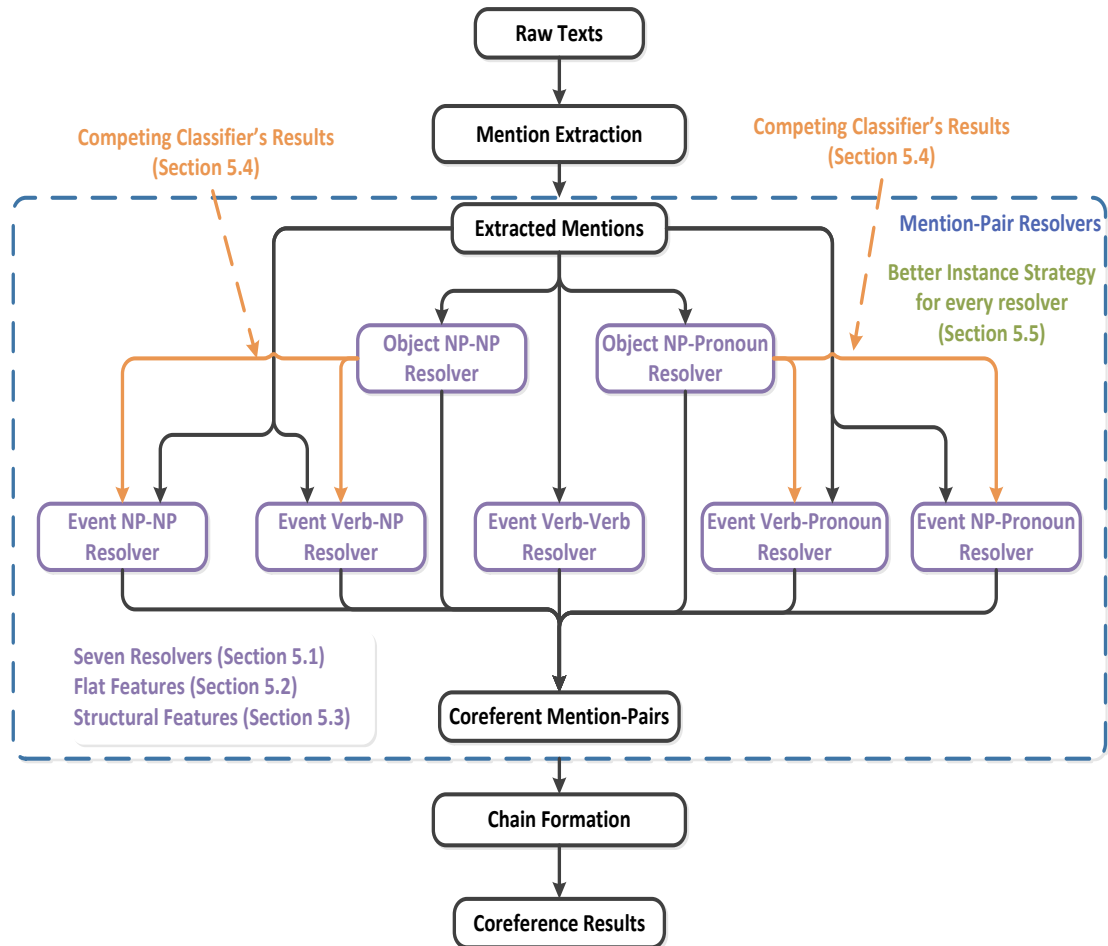 Raw Texts
Mention Extraction
Competing Classifier's Results
(Section 5.4)
Competing Classifier's Results
(Section 5.4)
Extracted Mentions
Mention-Pair Resolvers
Better Instance Strategy
for every resolver
(Section 5.5)
Object NP-NP
Resolver
Object NP-Pronoun
Resolver
Event NP-NP
Resolver
Event Verb-NP
Resolver
Event Verb-Verb
Resolver
Event Verb-Pronoun
Resolver
Event NP-Pronoun
Resolver
Seven Resolvers (Section 5.1)
Flat Features (Section 5.2)
Structural Features (Section 5.3)
Coreferent Mention-Pairs
Chain Formation
Coreference Results